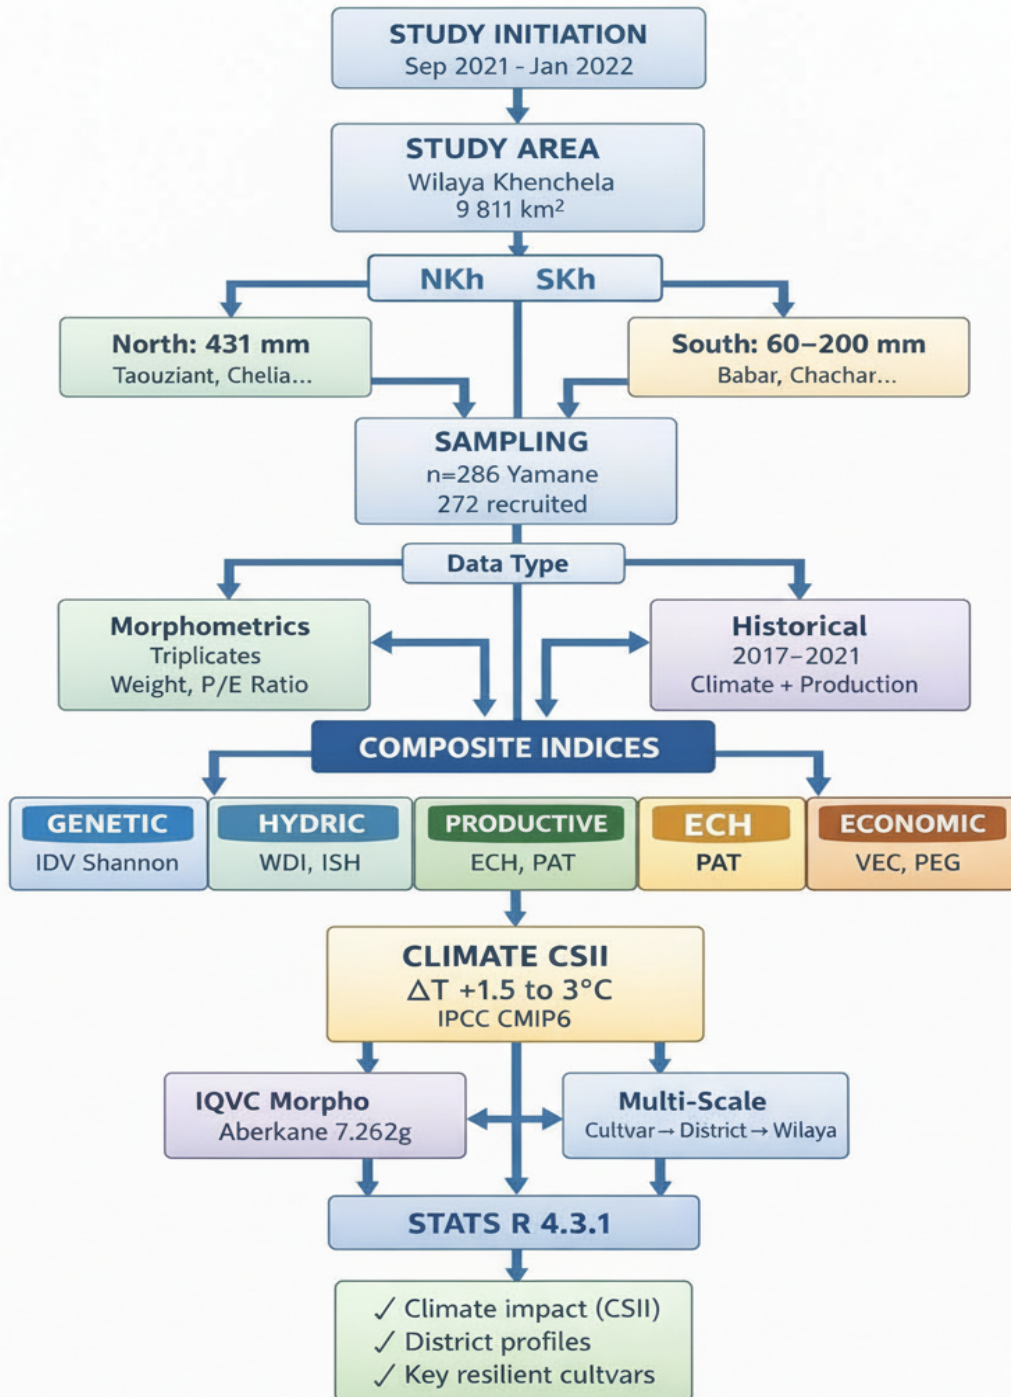 STUDY INITIATION
Sep 2021 - Jan 2022
STUDY AREA
Wilaya Khenchela
9 811 km²
NKh SKh
North: 431 mm
Taouziant, Chelia...
South: 60–200 mm
Babar, Chachar...
SAMPLING
n=286 Yamane
272 recruited
Data Type
Morphometrics
Triplicates
Weight, P/E Ratio
Historical
2017–2021
Climate + Production
COMPOSITE INDICES
GENETIC
IDV Shannon
HYDRIC
WDI, ISH
PRODUCTIVE
ECH, PAT
ECH
PAT
ECONOMIC
VEC, PEG
CLIMATE CSII
△T +1.5 to 3°C
IPCC CMIP6
IQVC Morpho
Aberkane 7.262g
Multi-Scale
Cultvar → District → Wilaya
STATS R 4.3.1
✓ Climate impact (CSII)
✓ District profiles
✓ Key resilient cultvars